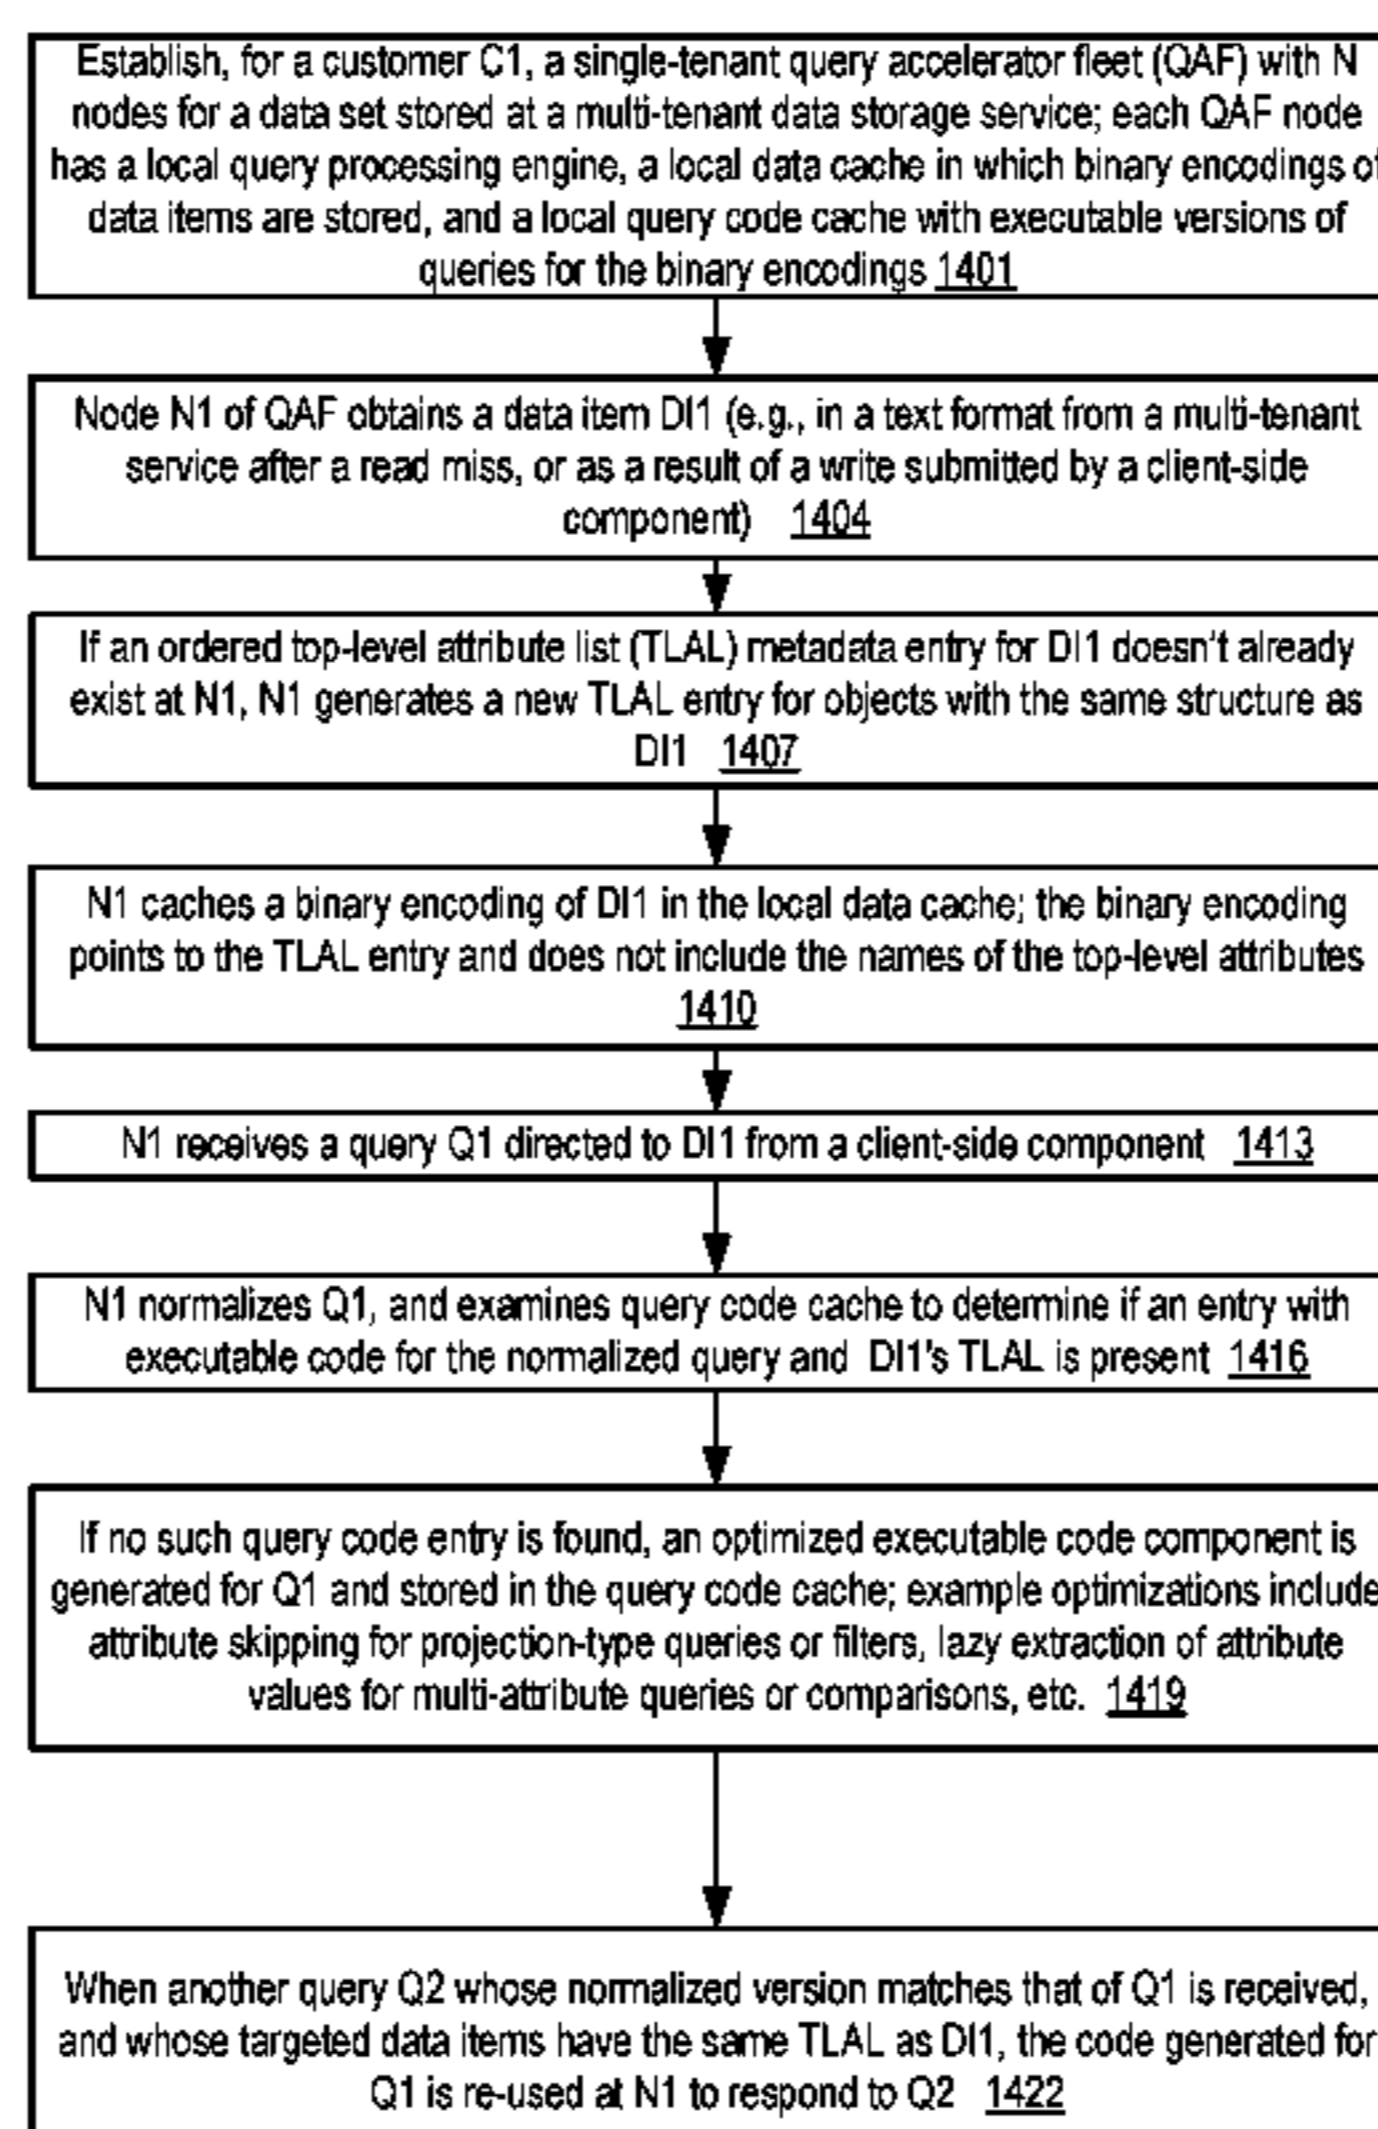 Establish, for a customer C1, a single-tenant query accelerator fleet (QAF) with N
nodes for a data set stored at a multi-tenant data storage service; each QAF node
has a local query processing engine, a local data cache in which binary encodings of
data items are stored, and a local query code cache with executable versions of
queries for the binary encodings 1401
Node N1 of QAF obtains a data item DI1 (e.g., in a text format from a multi-tenant
service after a read miss, or as a result of a write submitted by a client-side
component) 1404
If an ordered top-level attribute list (TLAL) metadata entry for DI1 doesn't already
exist at N1, N1 generates a new TLAL entry for objects with the same structure as
DI1 1407
N1 caches a binary encoding of DI1 in the local data cache; the binary encoding
points to the TLAL entry and does not include the names of the top-level attributes
1410
N1 receives a query Q1 directed to DI1 from a client-side component 1413
N1 normalizes Q1, and examines query code cache to determine if an entry with
executable code for the normalized query and DI1's TLAL is present 1416
If no such query code entry is found, an optimized executable code component is
generated for Q1 and stored in the query code cache; example optimizations include
attribute skipping for projection-type queries or filters, lazy extraction of attribute
values for multi-attribute queries or comparisons, etc. 1419
When another query Q2 whose normalized version matches that of Q1 is received,
and whose targeted data items have the same TLAL as DI1, the code generated for
Q1 is re-used at N1 to respond to Q2 1422